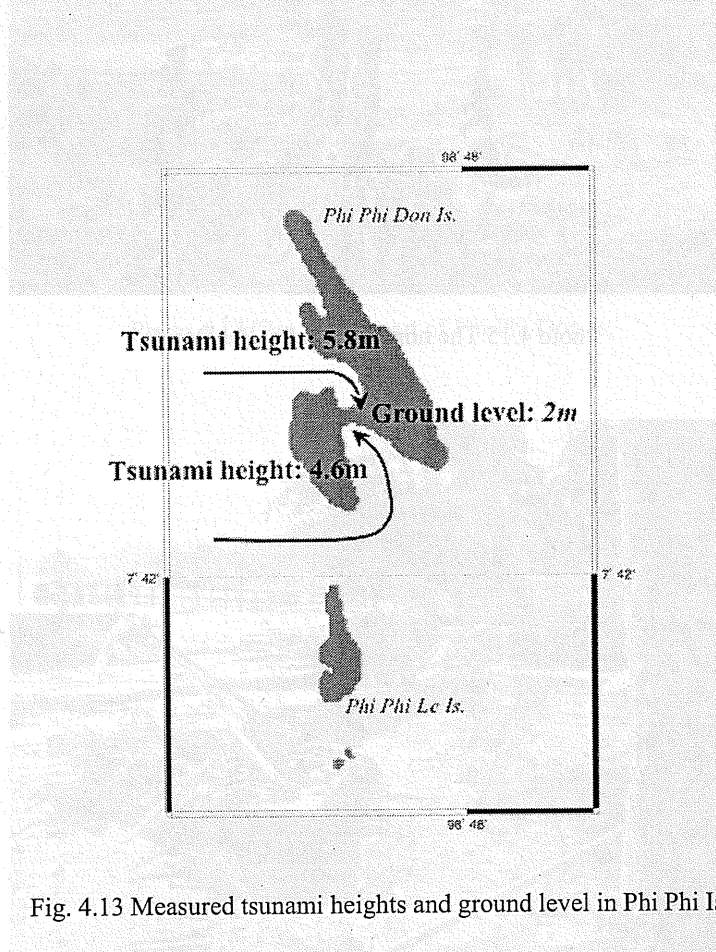 98˚ 48'
Phi Phi Don Is.
Tsunami height: 5.8m
Ground level: 2m
Tsunami height: 4.6m
7˚ 42'
7˚ 42'
Phi Phi Le Is.
98˚ 48'
Fig. 4.13 Measured tsunami heights and ground level in Phi Phi